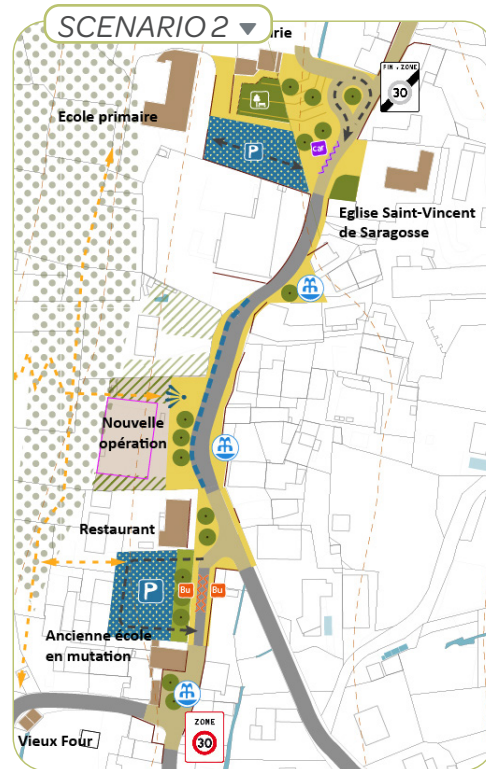 SCENARIO 2
rie
FIN . ZONE
30
Ecole primaire
P
Car
Eglise Saint-Vincent
de Saragosse
Nouvelle
opération
Restaurant
Bu
Bu
P
Ancienne école
en mutation
ZONE
30
Vieux Four